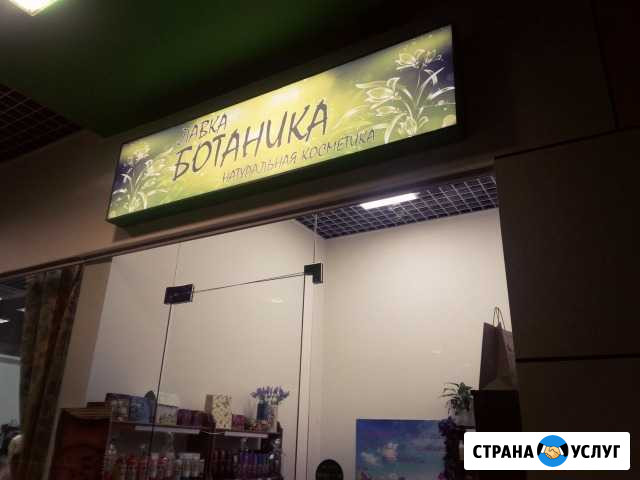 ЛАВКА
БОТАНИКА
НАТУРАЛЬНАЯ КОСМЕТИКА
СТРАНА УСЛУГ